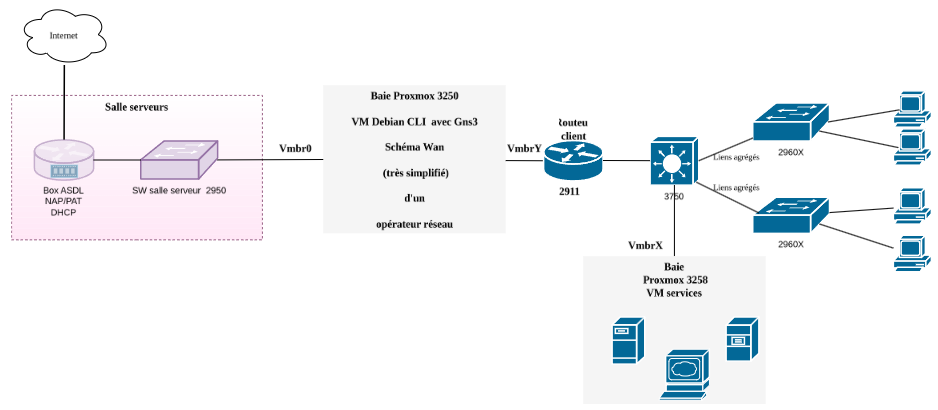 Internet
Salle serveurs
Box ASDL
NAP/PAT
DHCP
SW salle serveur 2950
Vmbr0
Baie Proxmox 3250
VM Debian CLI avec Gns3
Schéma Wan
(très simplifié)
d'un
opérateur réseau
VmbrY
Routeu
client
2911
3750
Liens agrégés
Liens agrégés
2960X
2960X
VmbrX
Baie
Proxmox 3258
VM services